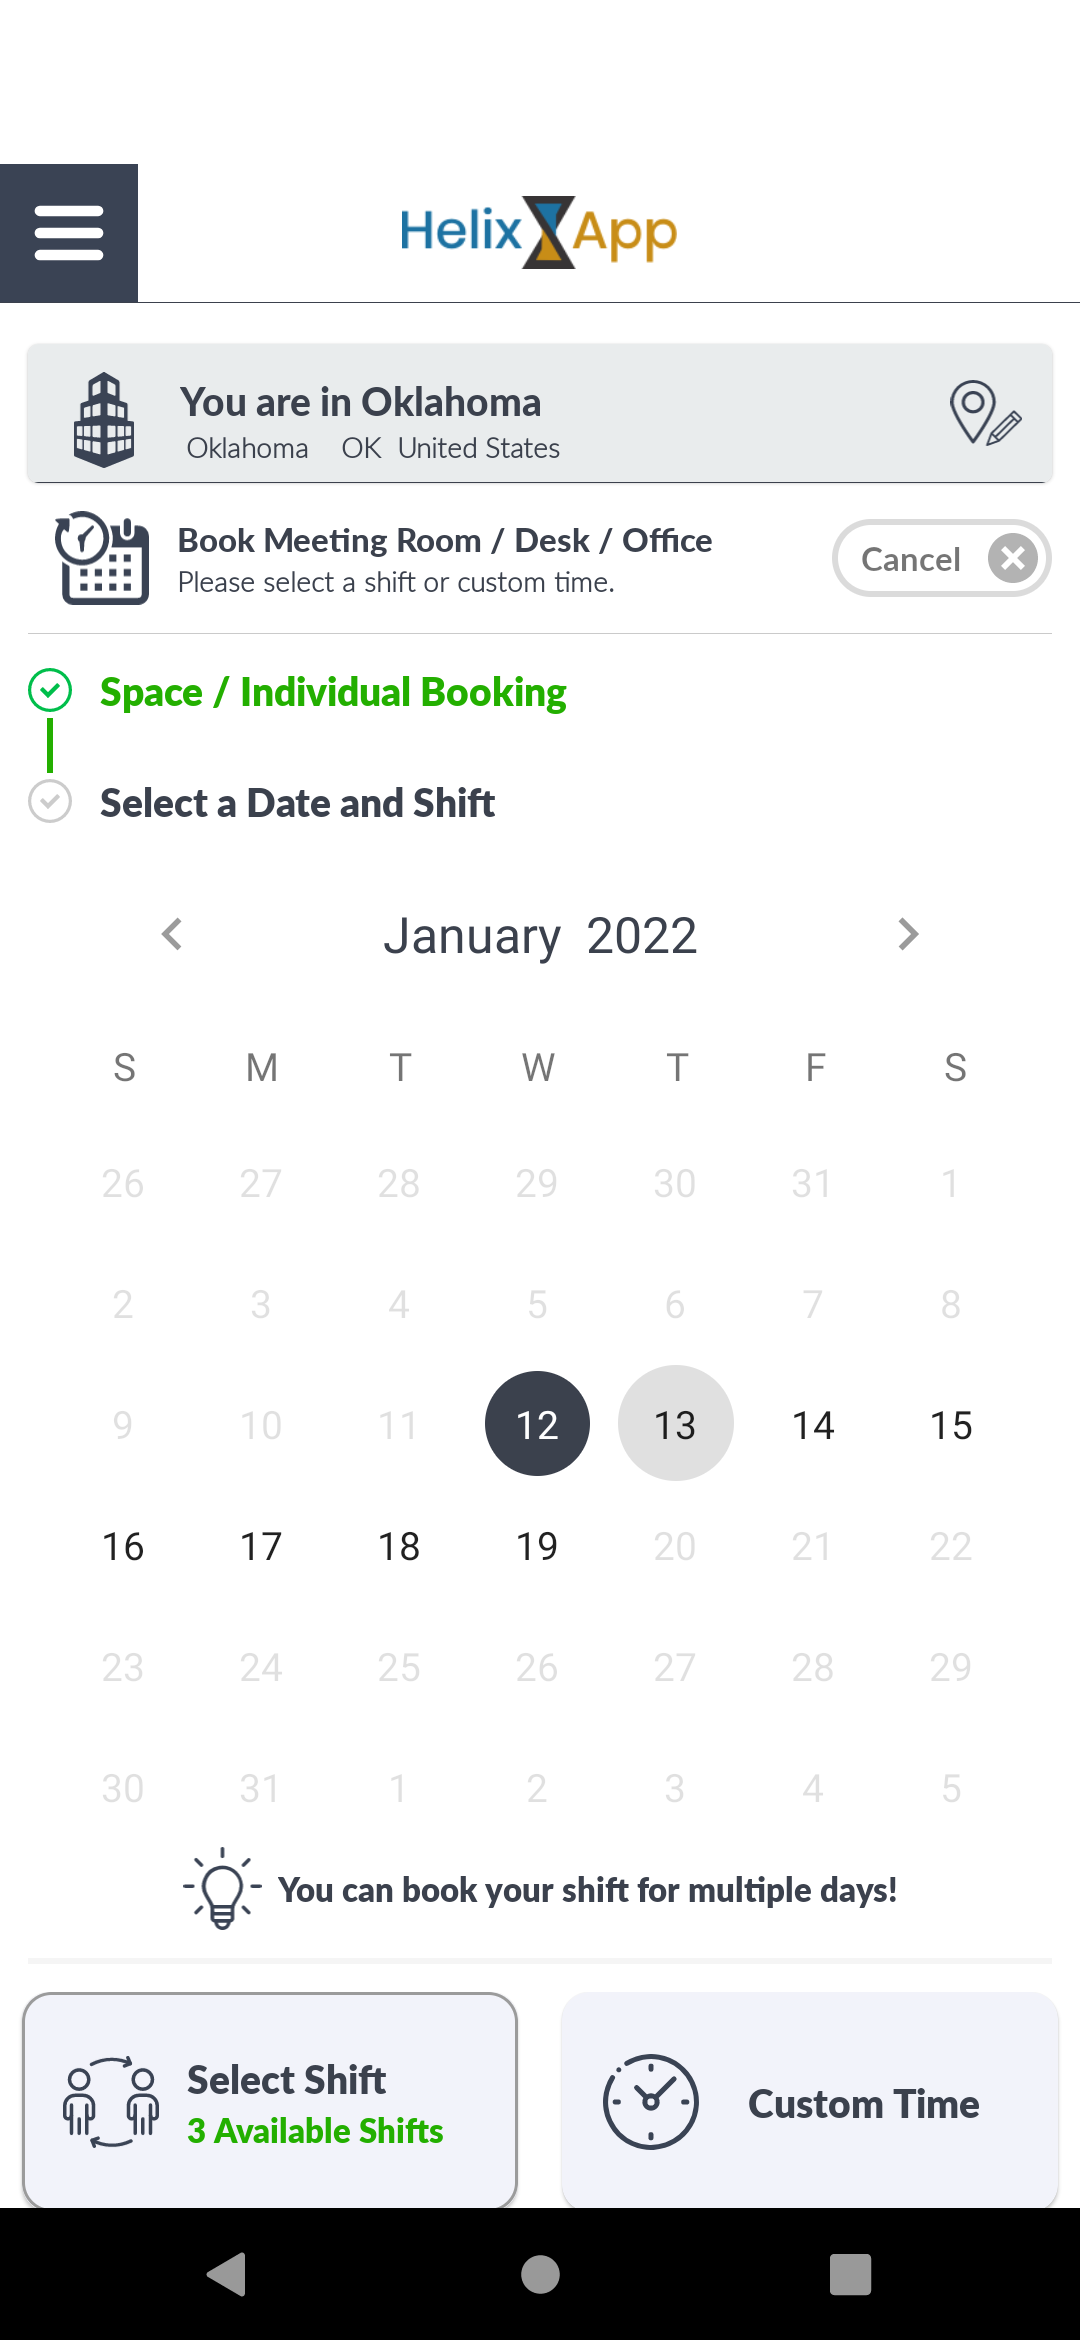 Helix App
You are in Oklahoma
Oklahoma OK United States
Book Meeting Room / Desk / Office
Please select a shift or custom time.
Cancel
Space / Individual Booking
Select a Date and Shift
January 2022
S M T W T F S
26 27 28 29 30 31 1
2 3 4 5 6 7 8
9 10 11 12 13 14 15
16 17 18 19 20 21 22
23 24 25 26 27 28 29
30 31 1 2 3 4 5
You can book your shift for multiple days!
Select Shift
3 Available Shifts
Custom Time